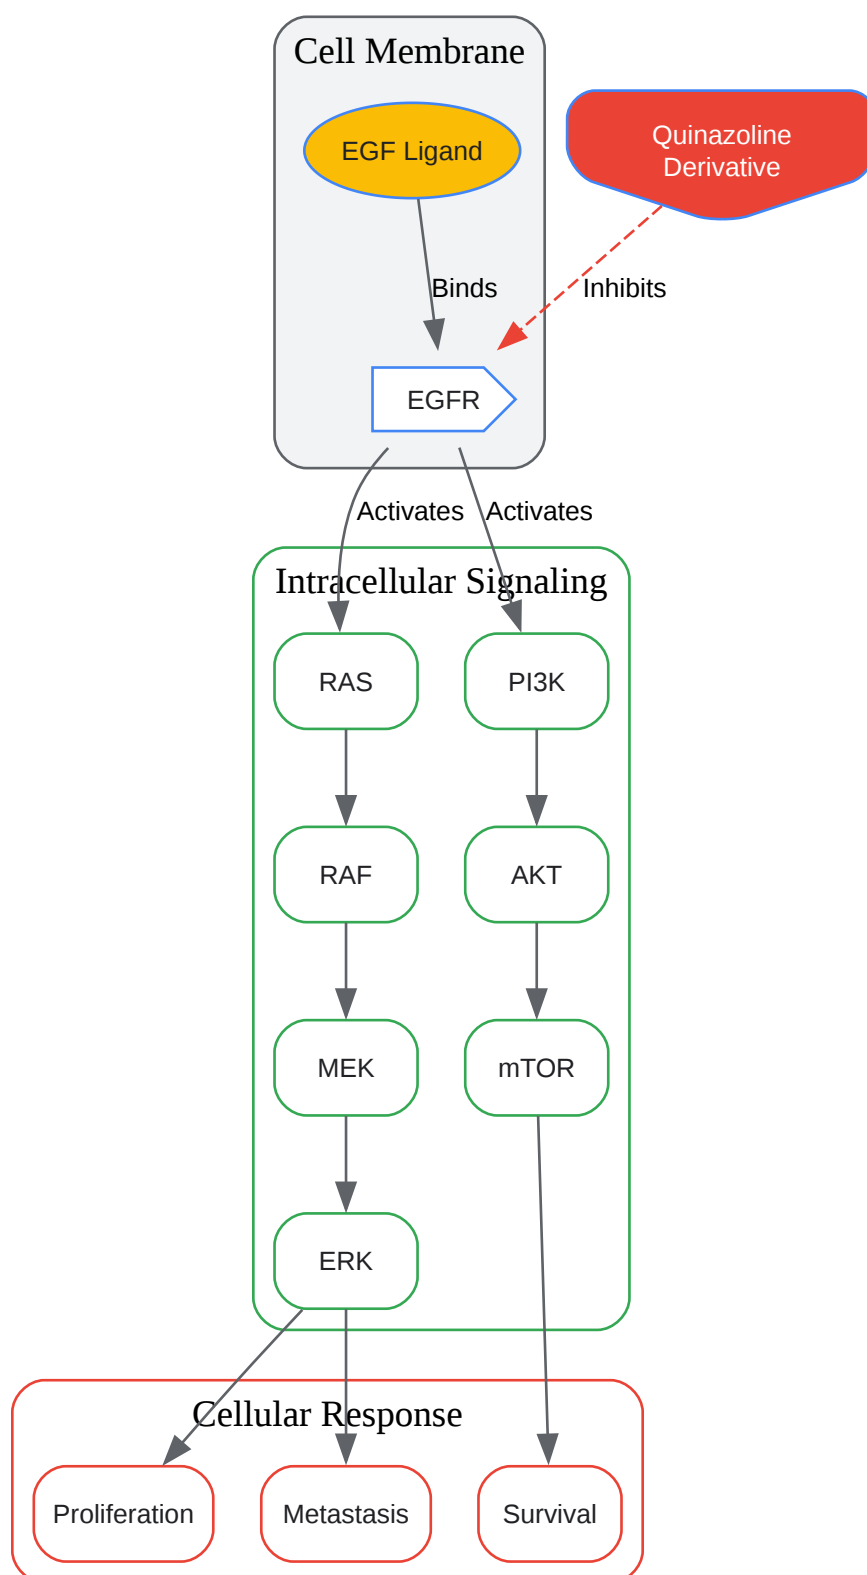 Cell Membrane
EGF Ligand
Quinazoline
Derivative
Binds
Inhibits
EGFR
Activates
Activates
Intracellular Signaling
RAS
PI3K
RAF
AKT
MEK
mTOR
ERK
Cellular Response
Proliferation
Metastasis
Survival